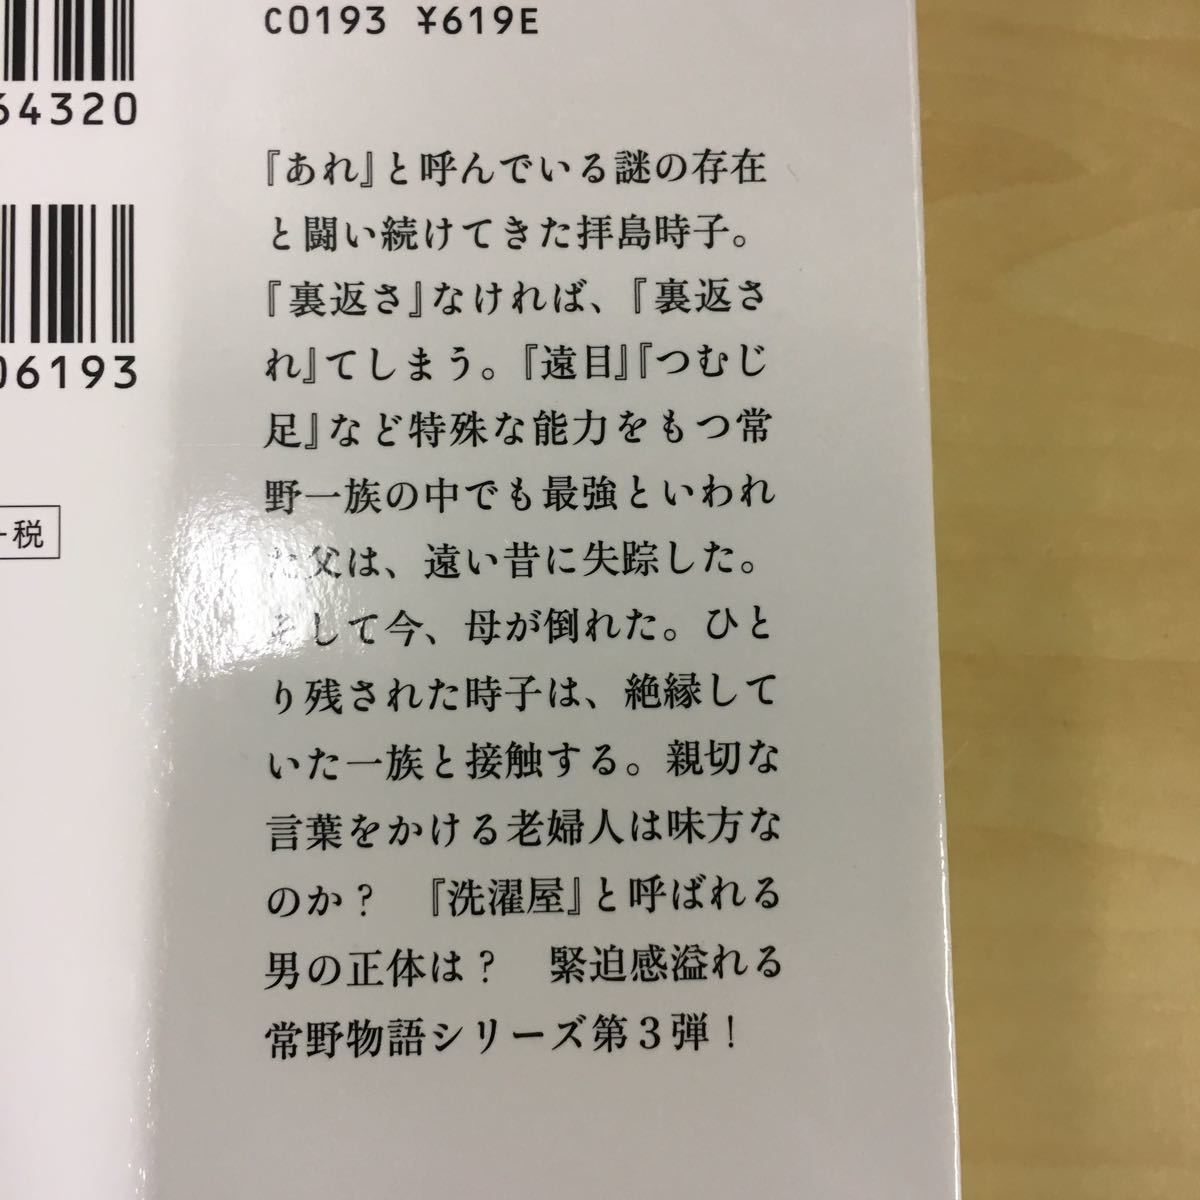 C0193 ¥619E
64320
06193
+税
『あれ』と呼んでいる謎の存在
と闘い続けてきた拝島時子。
『裏返さ』なければ、『裏返さ
れ』てしまう。『遠目』『つむじ
足』など特殊な能力をもつ常
野一族の中でも最強といわれ
た父は、遠い昔に失踪した。
そして今、母が倒れた。ひと
り残された時子は、絶縁して
いた一族と接触する。親切な
言葉をかける老婦人は味方な
のか？　『洗濯屋』と呼ばれる
男の正体は？　緊迫感溢れる
常野物語シリーズ第３弾！